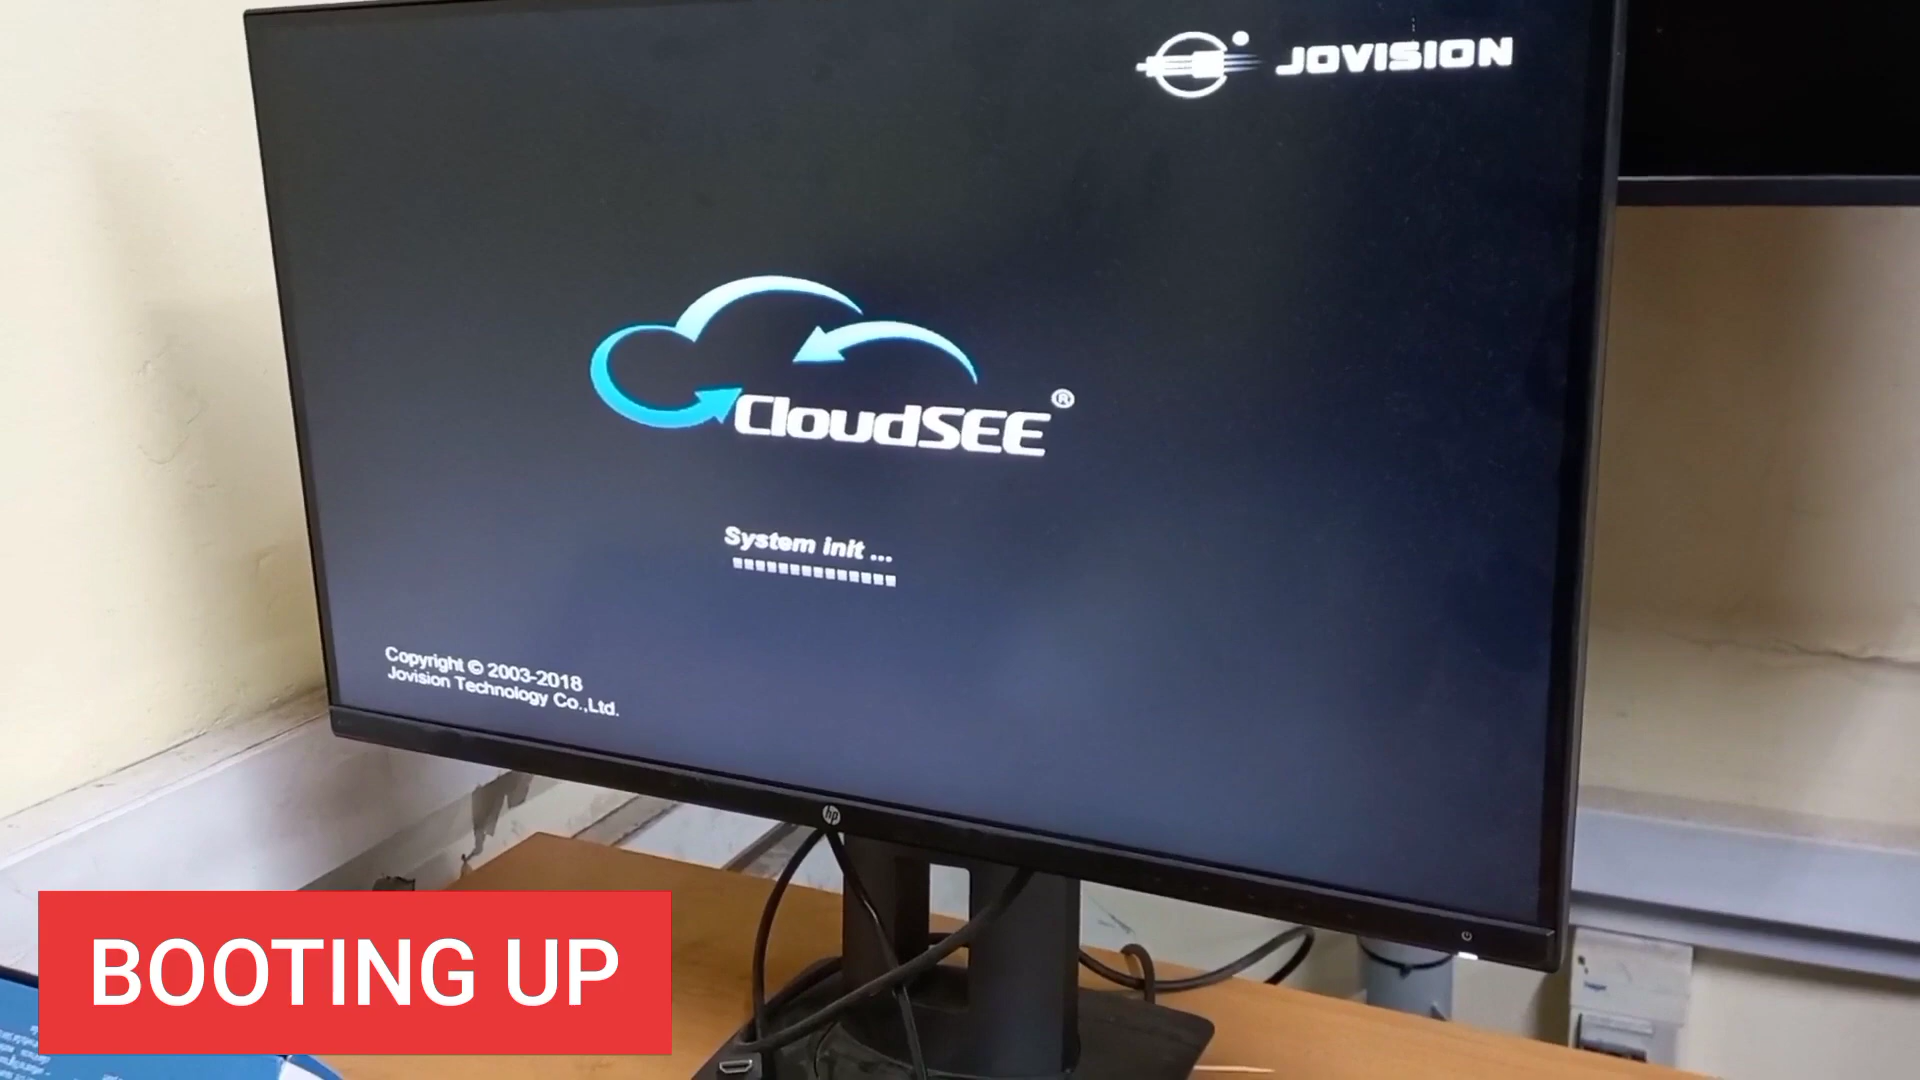 JOVISION
CloudSEE®
System init ...
Copyright © 2003-2018
Jovision Technology Co.,Ltd.
hp
BOOTING UP